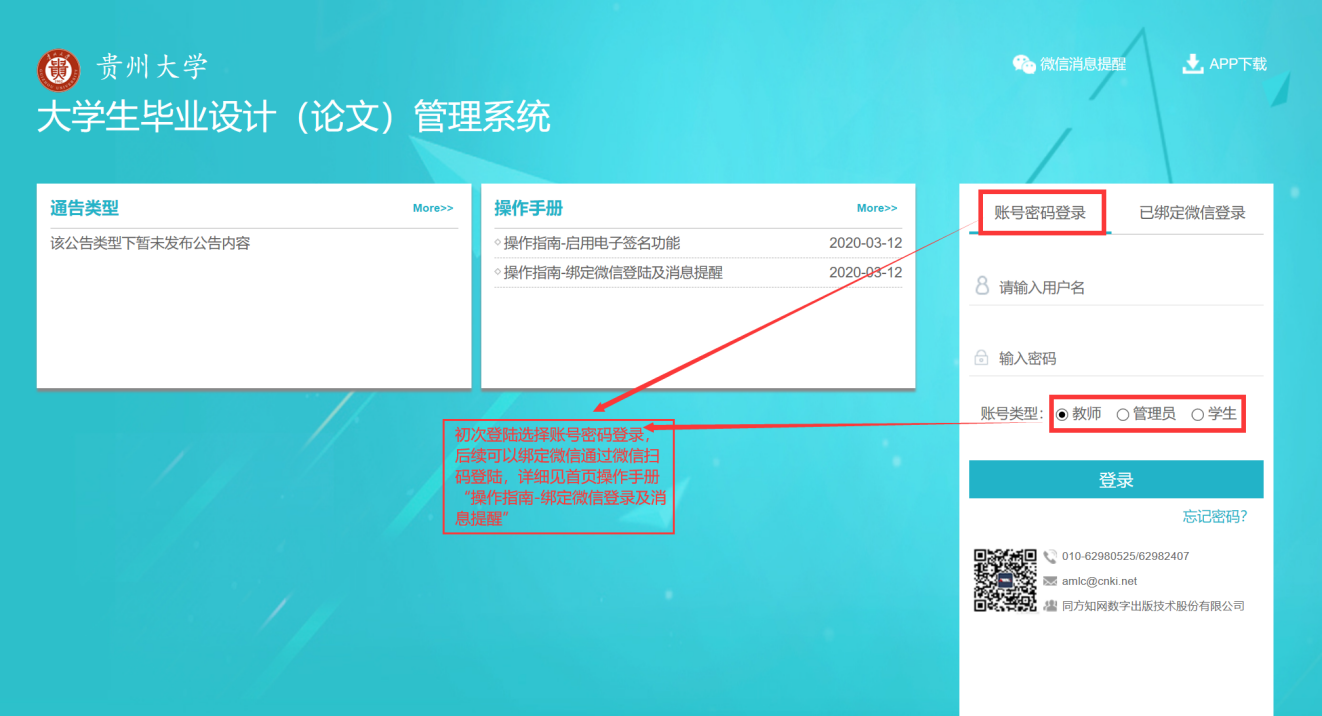 贵州大学
微信消息提醒
APP下载
大学生毕业设计（论文）管理系统
通告类型
More>>
该公告类型下暂未发布公告内容
操作手册
More>>
操作指南-启用电子签名功能
2020-03-12
操作指南-绑定微信登陆及消息提醒
2020-03-12
账号密码登录
已绑定微信登录
请输入用户名
输入密码
账号类型:
教师
管理员
学生
登录
忘记密码?
010-62980525/62982407
amlc@cnki.net
同方知网数字出版技术股份有限公司
初次登陆选择账号密码登录，
后续可以绑定微信通过微信扫
码登陆，详细见首页操作手册
“操作指南-绑定微信登录及消
息提醒”